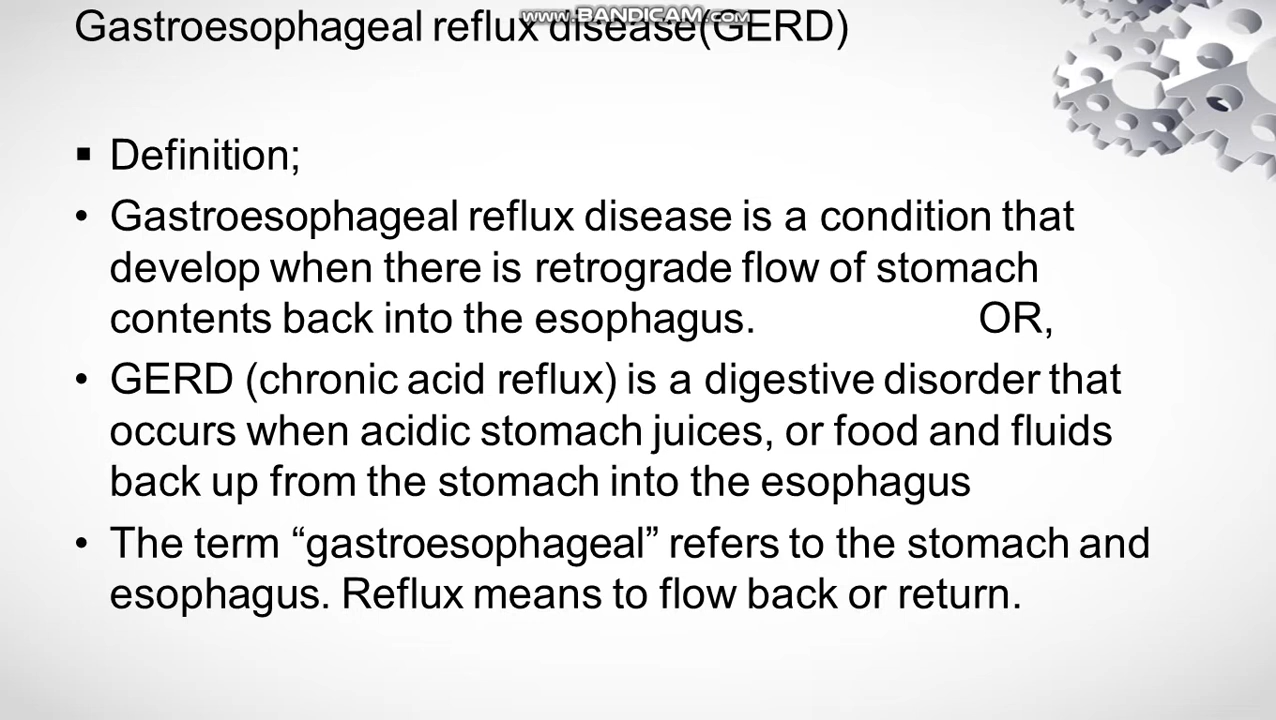 www.BANDICAM.com
Gastroesophageal reflux disease(GERD)
▪ Definition;
• Gastroesophageal reflux disease is a condition that
develop when there is retrograde flow of stomach
contents back into the esophagus. OR,
• GERD (chronic acid reflux) is a digestive disorder that
occurs when acidic stomach juices, or food and fluids
back up from the stomach into the esophagus
• The term “gastroesophageal” refers to the stomach and
esophagus. Reflux means to flow back or return.